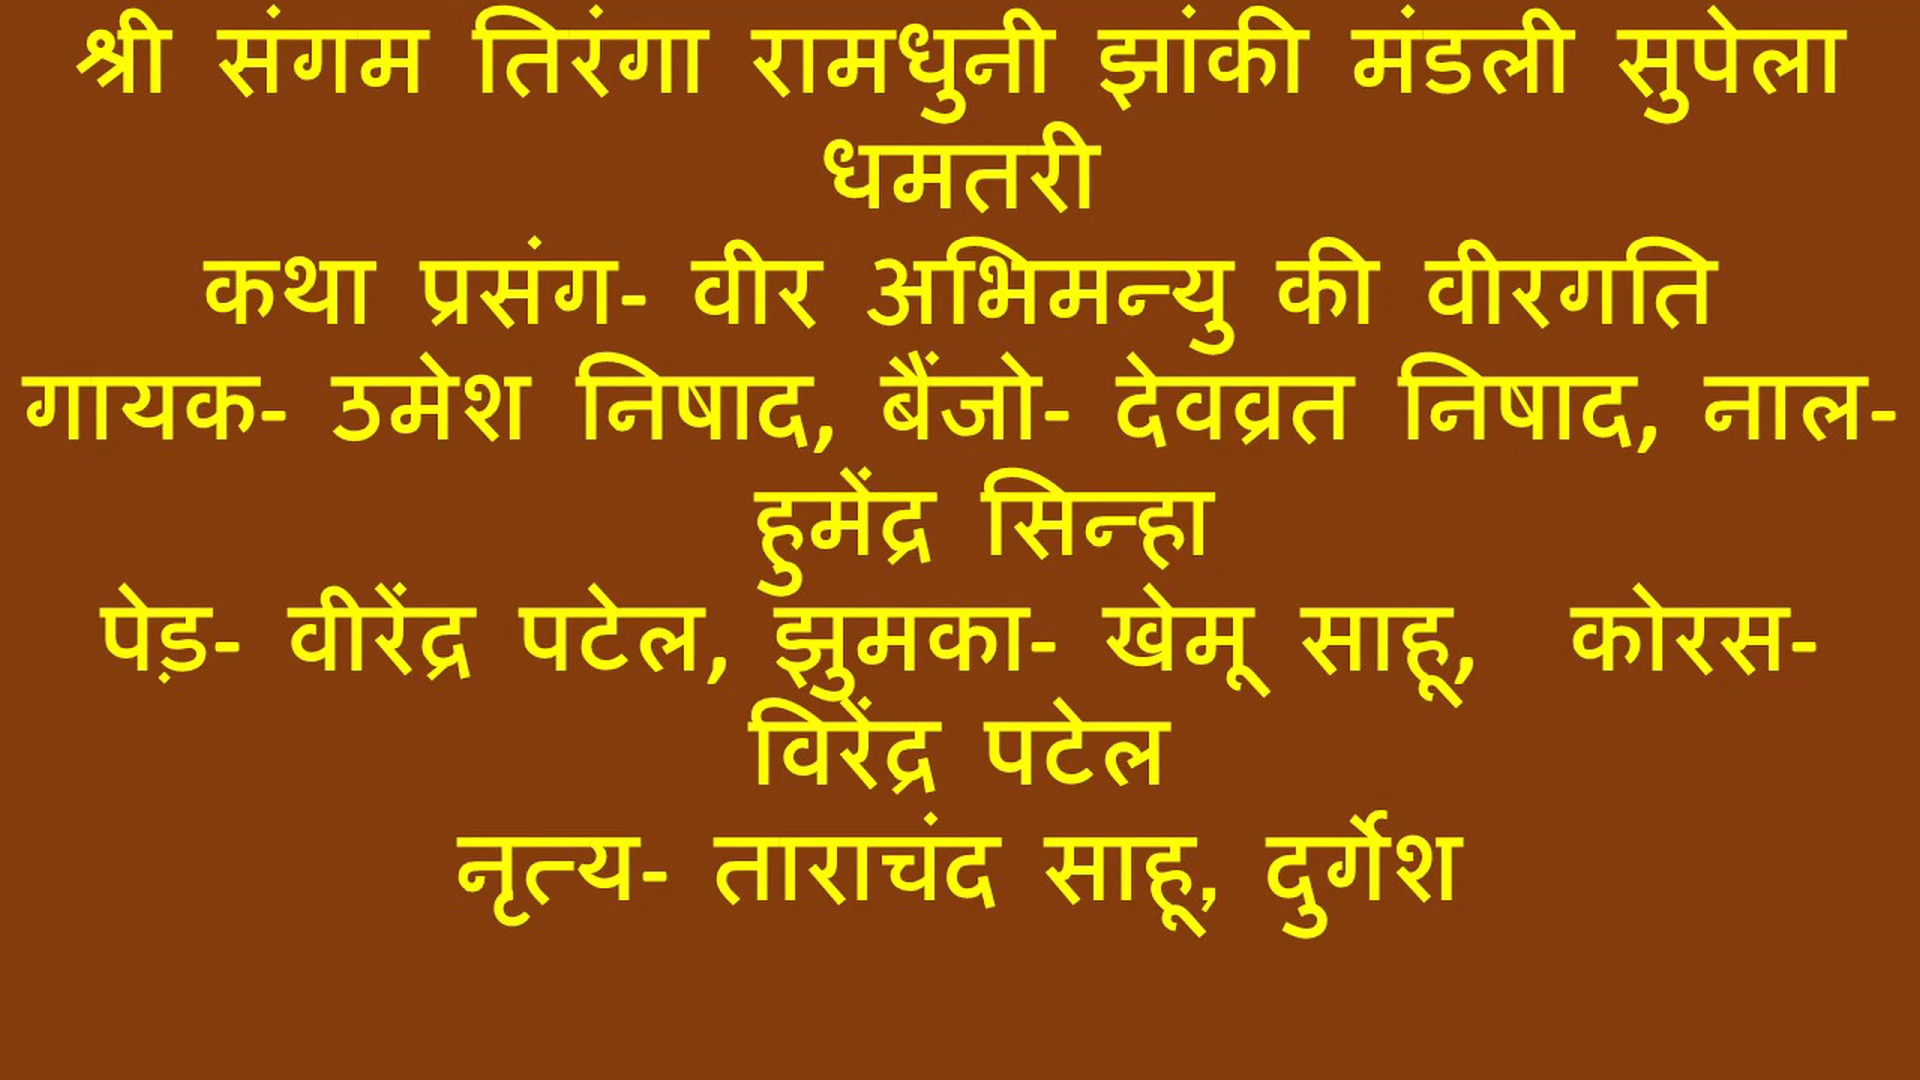 श्री संगम तिरंगा रामधुनी झांकी मंडली सुपेला
धमतरी
कथा प्रसंग- वीर अभिमन्यु की वीरगति
गायक- उमेश निषाद, बैंजो- देवव्रत निषाद, नाल-
हुमेंद्र सिन्हा
पेड़- वीरेंद्र पटेल, झुमका- खेमू साहू, कोरस-
विरेंद्र पटेल
नृत्य- ताराचंद साहू, दुर्गेश